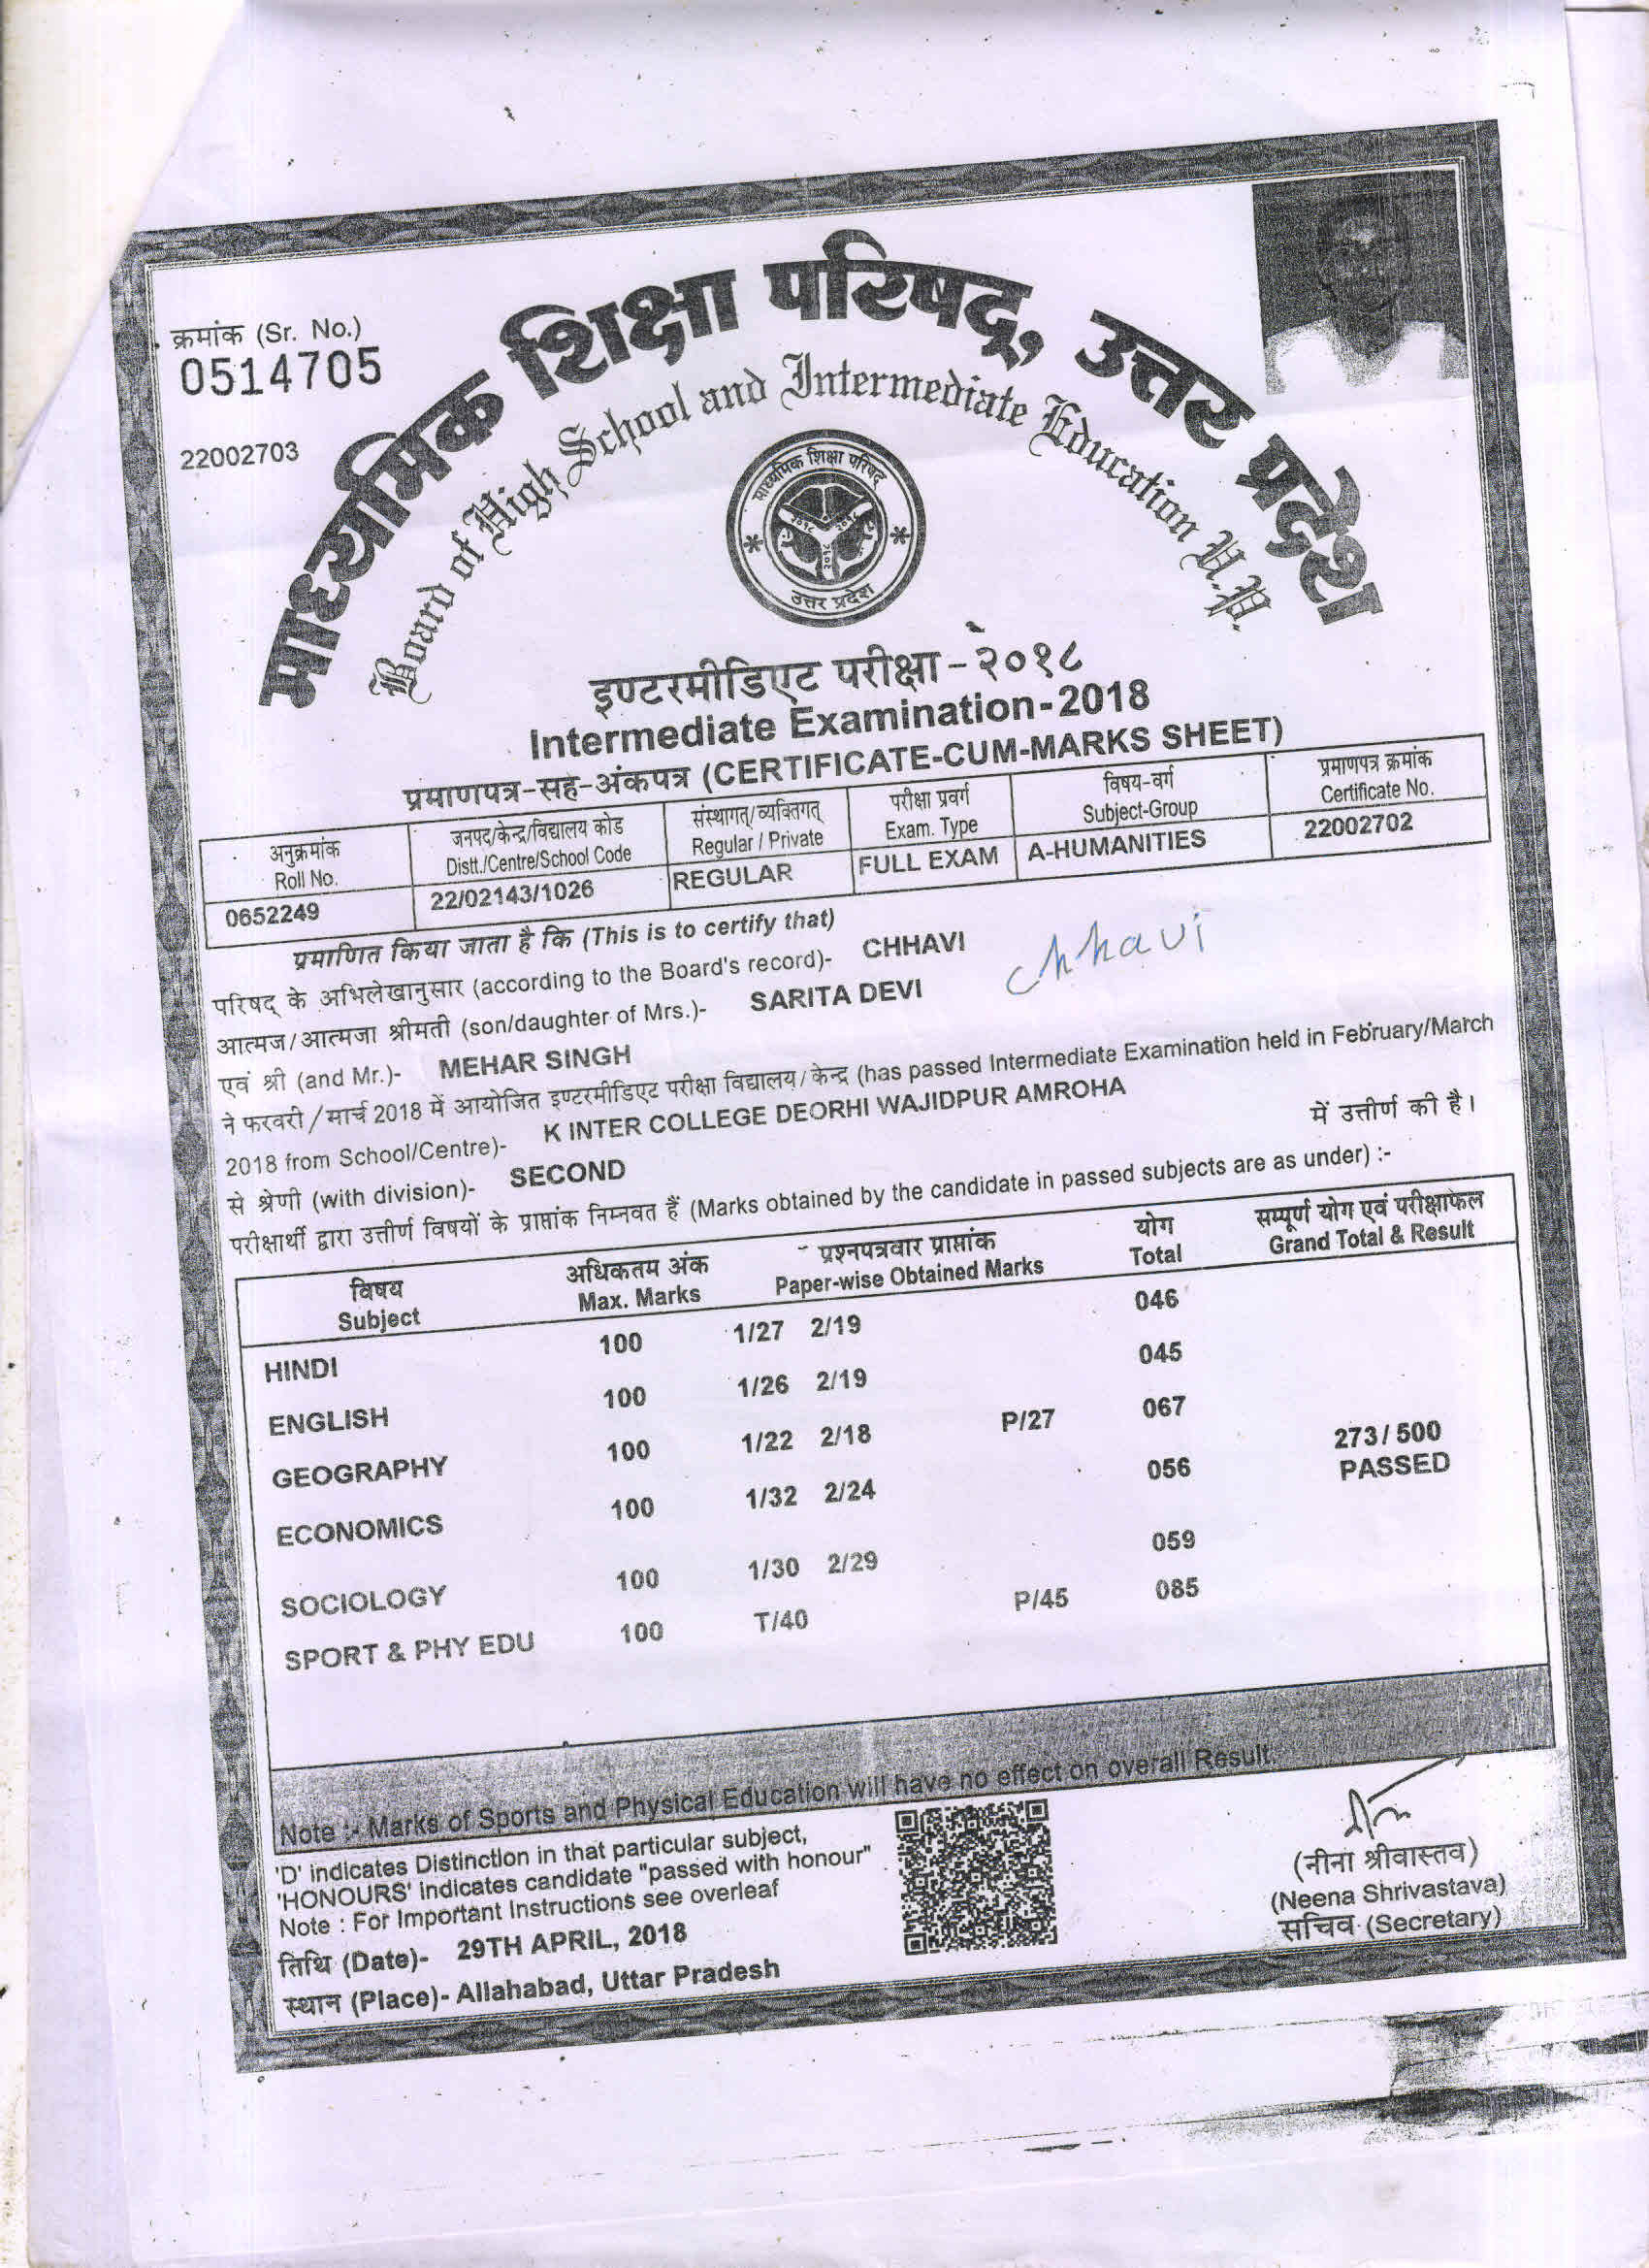 क्रमांक (Sr. No.)
0514705
22002703
माध्यमिक शिक्षा परिषद्, उत्तर प्रदेश
Board of High School and Intermediate Education U.P.
माध्यमिक शिक्षा परिषद्
२०१८ २०१८
२०१८
उत्तर प्रदेश
इण्टरमीडिएट परीक्षा-२०१८
Intermediate Examination-2018
प्रमाणपत्र-सह-अंकपत्र (CERTIFICATE-CUM-MARKS SHEET)
अनुक्रमांक जनपद/केन्द्र/विद्यालय कोड संस्थागत्/व्यक्तिगत् परीक्षा प्रवर्ग विषय-वर्ग प्रमाणपत्र क्रमांक
Roll No. Distt./Centre/School Code Regular / Private Exam. Type Subject-Group Certificate No.
0652249 22/02143/1026 REGULAR FULL EXAM A-HUMANITIES 22002702
प्रमाणित किया जाता है कि (This is to certify that)
परिषद् के अभिलेखानुसार (according to the Board's record)- CHHAVI chhavi
आत्मज/आत्मजा श्रीमती (son/daughter of Mrs.)- SARITA DEVI
एवं श्री (and Mr.)- MEHAR SINGH
ने फरवरी/मार्च 2018 में आयोजित इण्टरमीडिएट परीक्षा विद्यालय/केन्द्र (has passed Intermediate Examination held in February/March
2018 from School/Centre)- K INTER COLLEGE DEORHI WAJIDPUR AMROHA
से श्रेणी (with division)- SECOND में उत्तीर्ण की है।
परीक्षार्थी द्वारा उत्तीर्ण विषयों के प्राप्तांक निम्नवत हैं (Marks obtained by the candidate in passed subjects are as under) :-
विषय अधिकतम अंक प्रश्नपत्रवार प्राप्तांक योग सम्पूर्ण योग एवं परीक्षाफल
Subject Max. Marks Paper-wise Obtained Marks Total Grand Total & Result
HINDI 100 1/27 2/19 046
ENGLISH 100 1/26 2/19 045
GEOGRAPHY 100 1/22 2/18 P/27 067
273/500
ECONOMICS 100 1/32 2/24 056 PASSED
SOCIOLOGY 100 1/30 2/29 059
SPORT & PHY EDU 100 T/40 P/45 085
Note :- Marks of Sports and Physical Education will have no effect on overall Result.
'D' indicates Distinction in that particular subject,
'HONOURS' indicates candidate "passed with honour"
Note : For Important Instructions see overleaf
तिथि (Date)- 29TH APRIL, 2018
स्थान (Place)- Allahabad, Uttar Pradesh
(नीना श्रीवास्तव)
(Neena Shrivastava)
सचिव (Secretary)